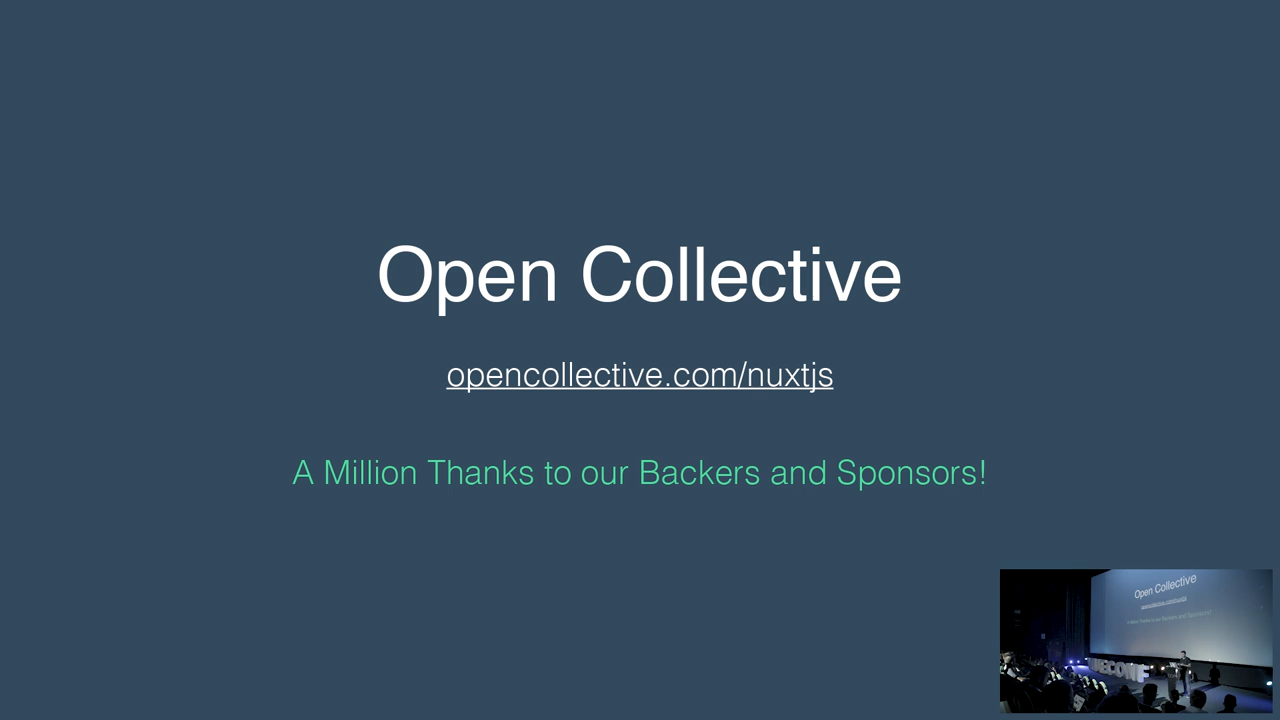 Open Collective
opencollective.com/nuxtjs
A Million Thanks to our Backers and Sponsors!
Open Collective